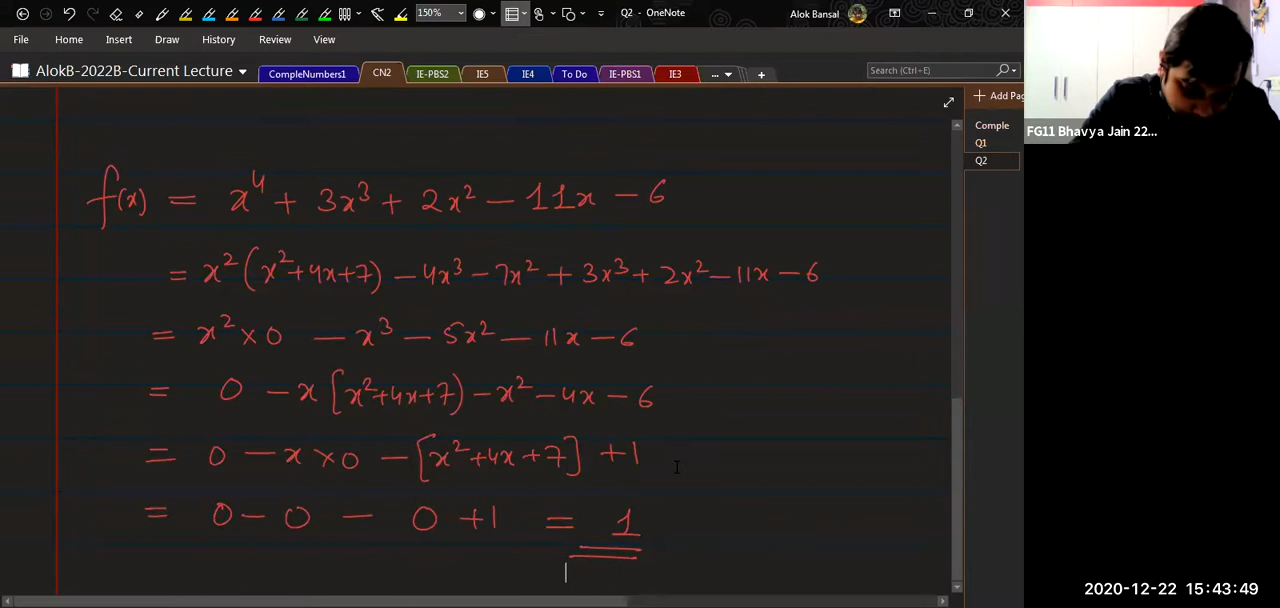 150% Q2 - OneNote Alok Bansal
File Home Insert Draw History Review View
AlokB-2022B-Current Lecture CompleNumbers1 CN2 IE-PBS2 IE5 IE4 To Do IE-PBS1 IE3 ... + Search (Ctrl+E)
+ Add Pag
Comple
Q1
Q2
FG11 Bhavya Jain 22...
f(x) = x⁴ + 3x³ + 2x² - 11x - 6
= x² (x² + 4x + 7) - 4x³ - 7x² + 3x³ + 2x² - 11x - 6
= x² × 0 - x³ - 5x² - 11x - 6
= 0 - x [x² + 4x + 7) - x² - 4x - 6
= 0 - x × 0 - [x² + 4x + 7] + 1
= 0 - 0 - 0 + 1 = 1
2020-12-22 15:43:49